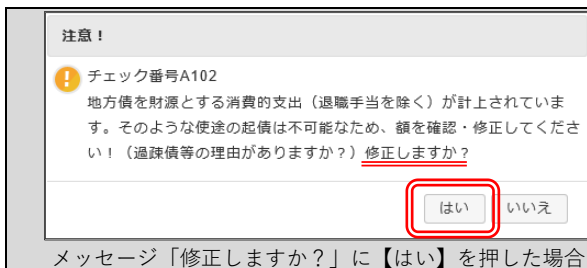 注意！
チェック番号A102
地方債を財源とする消費的支出（退職手当を除く）が計上されていま
す。そのような使途の起債は不可能なため、額を確認・修正してくださ
い！（過疎債等の理由がありますか？）修正しますか？
はい
いいえ
メッセージ「修正しますか？」に【はい】を押した場合